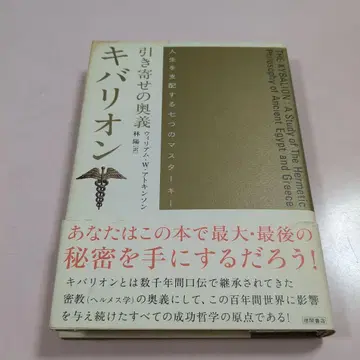 人生を支配する七つのマスターキー
引き寄せの奥義
キバリオン
ウィリアム・W・アトキンソン
林 陽 訳
THE KYBALION : A Study of The Hermetic
Philosophy of Ancient Egypt and Greece
あなたはこの本で最大・最後の
秘密を手にするだろう!
キバリオンとは数千年間口伝で継承されてきた
密教(ヘルメス学)の奥義にして、この百年間世界に影響
を与え続けたすべての成功哲学の原点である!
徳間書店